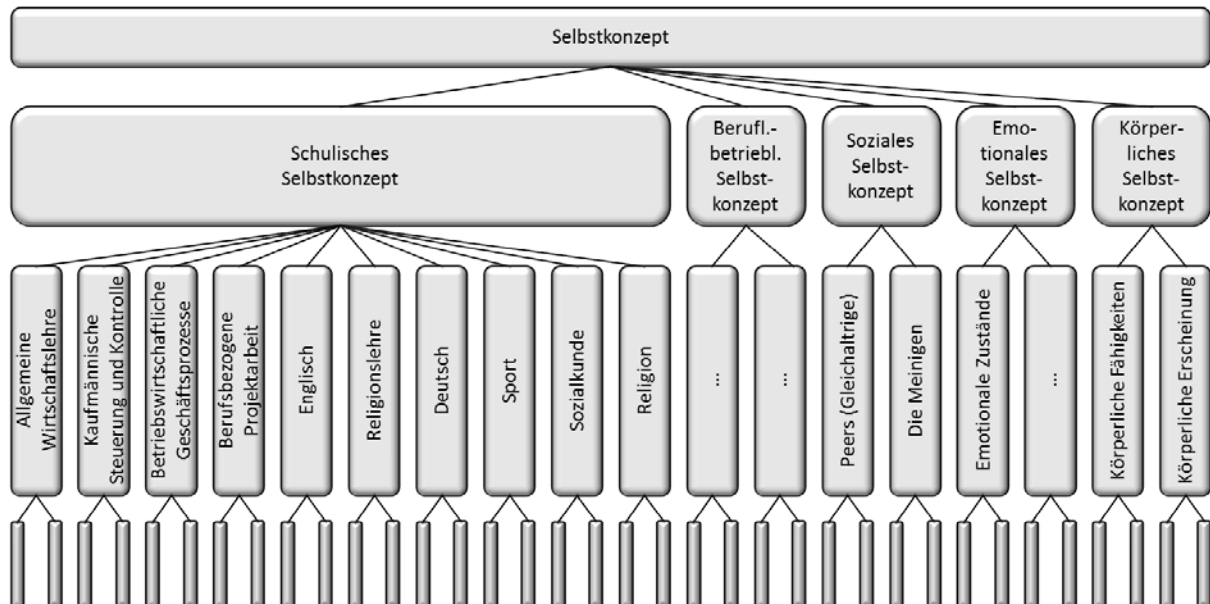 Selbstkonzept
Schulisches
Selbstkonzept
Berufl.-
betriebl.
Selbst-
konzept
Soziales
Selbst-
konzept
Emo-
tionales
Selbst-
konzept
Körper-
liches
Selbst-
konzept
Allgemeine
Wirtschaftslehre
Kaufmännische
Steuerung und Kontrolle
Betriebswirtschaftliche
Geschäftsprozesse
Berufsbezogene
Projektarbeit
Englisch
Religionslehre
Deutsch
Sport
Sozialkunde
Religion
...
...
Peers (Gleichaltrige)
Die Meinigen
Emotionale Zustände
...
Körperliche Fähigkeiten
Körperliche Erscheinung